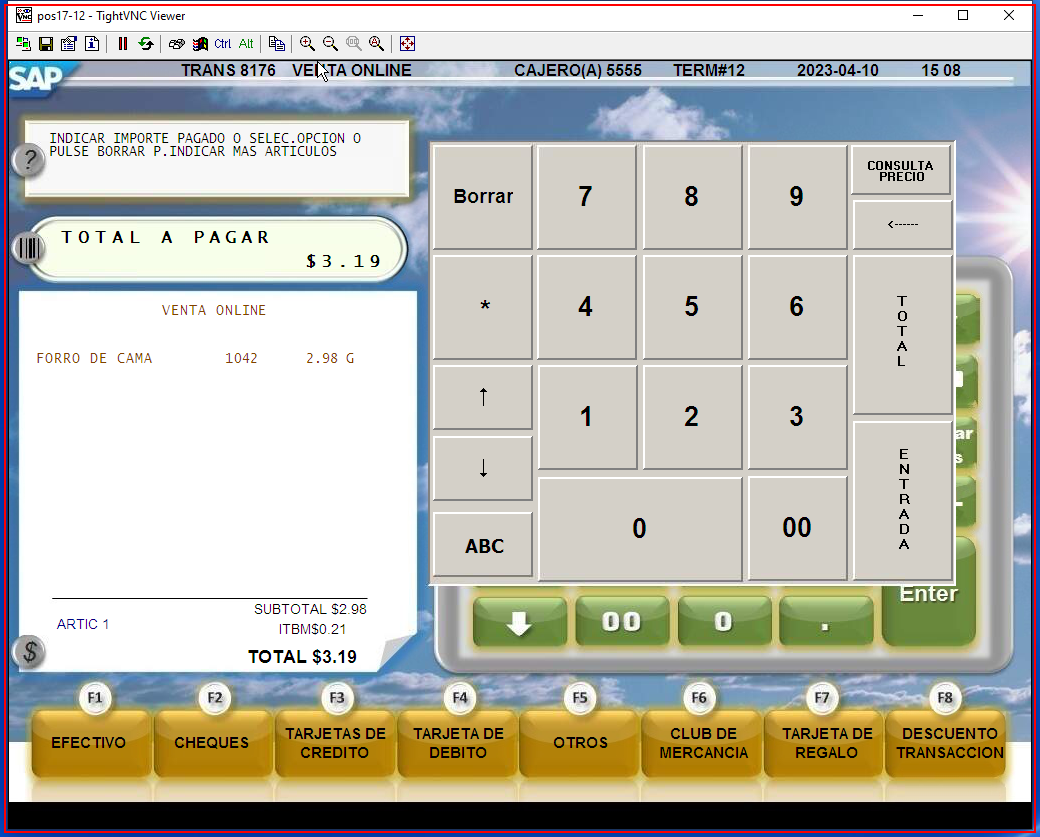 pos17-12 - TightVNC Viewer
Ctrl Alt
SAP
TRANS 8176 VENTA ONLINE CAJERO(A) 5555 TERM#12 2023-04-10 15 08
INDICAR IMPORTE PAGADO O SELEC.OPCION O
PULSE BORRAR P.INDICAR MAS ARTICULOS
?
TOTAL A PAGAR
$3.19
VENTA ONLINE
FORRO DE CAMA 1042 2.98 G
SUBTOTAL $2.98
ARTIC 1
ITBM$0.21
TOTAL $3.19
$
Borrar 7 8 9
CONSULTA
PRECIO
<------
* 4 5 6
TOTAL
↑
1 2 3
↓
ENTRADA
ABC
0 00
ar
s
Enter
00 0 .
F1 F2 F3 F4 F5 F6 F7 F8
EFECTIVO
CHEQUES
TARJETAS DE
CREDITO
TARJETA DE
DEBITO
OTROS
CLUB DE
MERCANCIA
TARJETA DE
REGALO
DESCUENTO
TRANSACCION